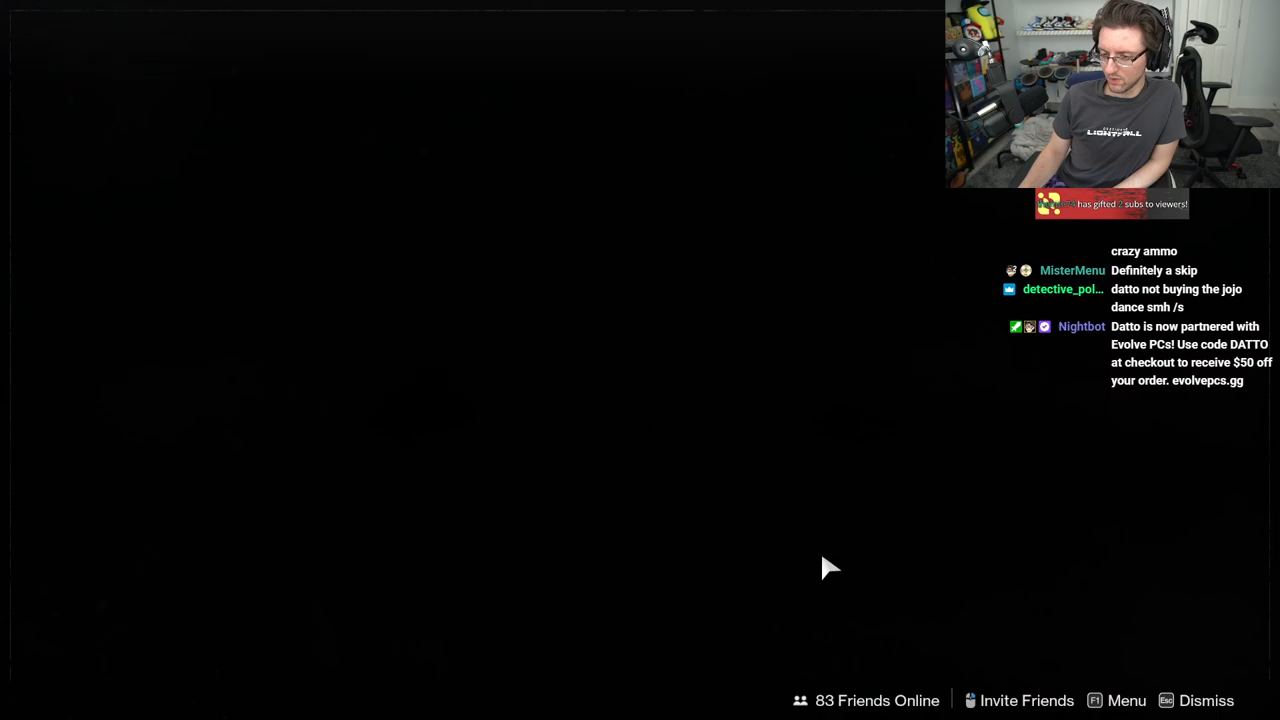 LIGHTFALL
has gifted 2 subs to viewers!
crazy ammo
MisterMenu Definitely a skip
detective_pol... datto not buying the jojo
dance smh /s
Nightbot Datto is now partnered with
Evolve PCs! Use code DATTO
at checkout to receive $50 off
your order. evolvepcs.gg
83 Friends Online Invite Friends F1 Menu Esc Dismiss